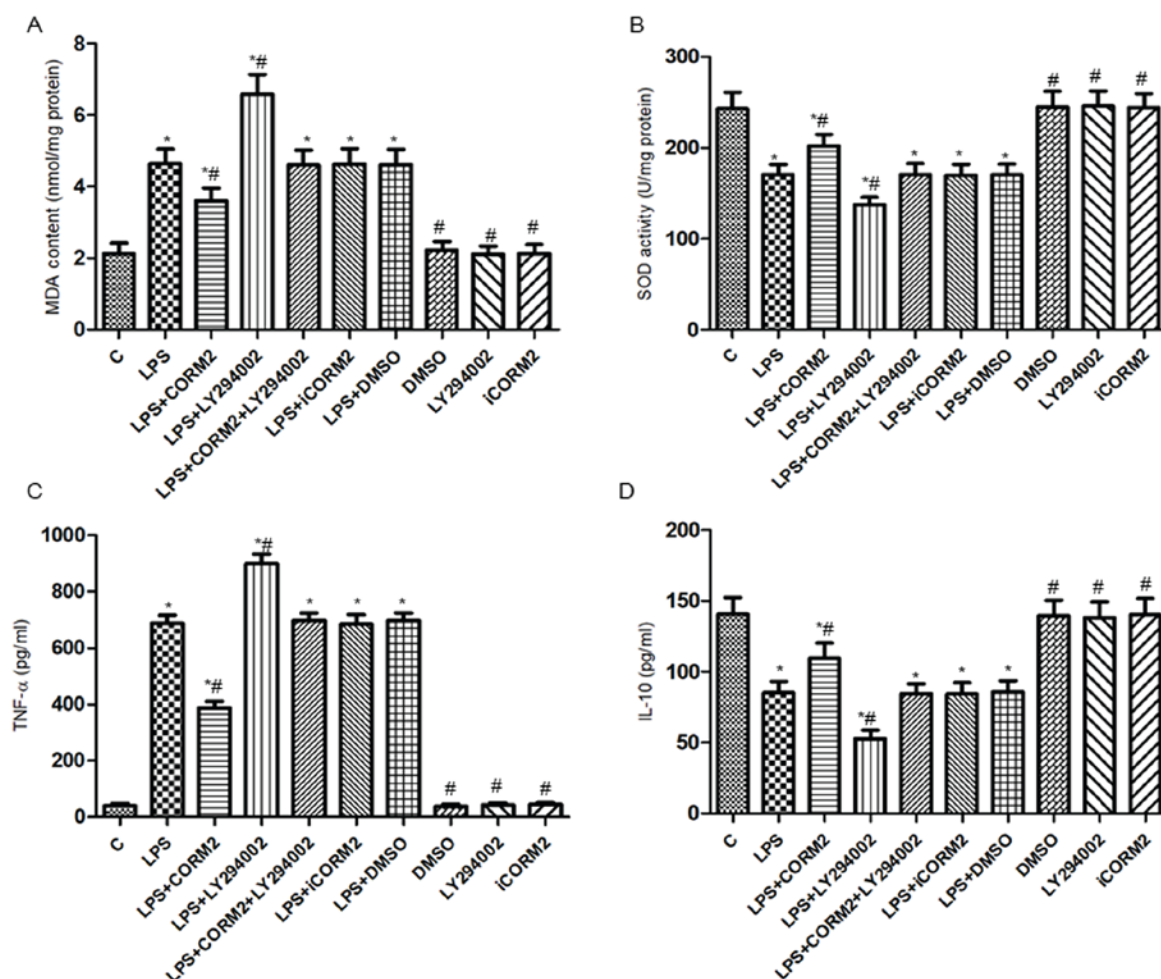 A
MDA content (nmol/mg protein)
8
6
4
2
0
*
*#
*#
*
*
*
#
#
#
C
LPS
LPS+CORM2
LPS+LY294002
LPS+CORM2+LY294002
LPS+iCORM2
LPS+DMSO
DMSO
LY294002
iCORM2
B
SOD activity (U/mg protein)
300
200
100
0
*
*#
*#
*
*
*
#
#
#
C
LPS
LPS+CORM2
LPS+LY294002
LPS+CORM2+LY294002
LPS+iCORM2
LPS+DMSO
DMSO
LY294002
iCORM2
C
TNF-α (pg/ml)
1000
800
600
400
200
0
*
*#
*#
*
*
*
#
#
#
C
LPS
LPS+CORM2
LPS+LY294002
LPS+CORM2+LY294002
LPS+iCORM2
LPS+DMSO
DMSO
LY294002
iCORM2
D
IL-10 (pg/ml)
200
150
100
50
0
*
*#
*#
*
*
*
#
#
#
C
LPS
LPS+CORM2
LPS+LY294002
LPS+CORM2+LY294002
LPS+iCORM2
LPS+DMSO
DMSO
LY294002
iCORM2